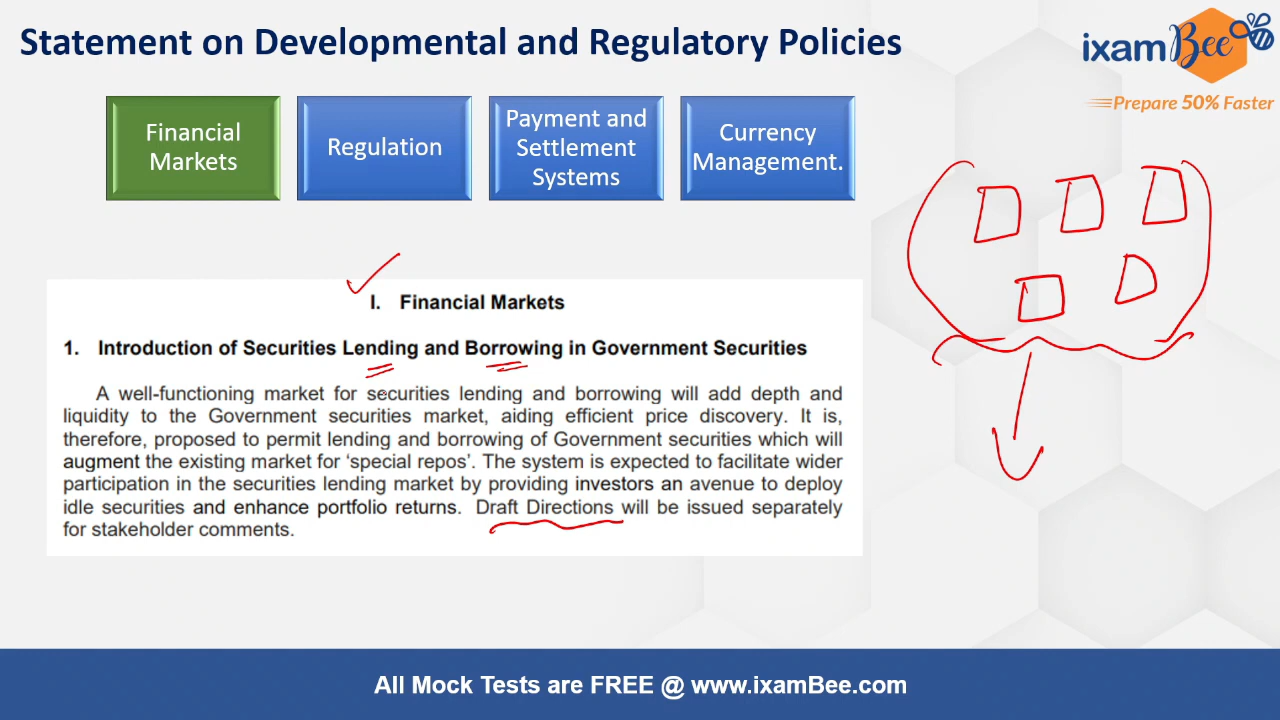 Statement on Developmental and Regulatory Policies
ixamBee
Prepare 50% Faster
Financial
Markets
Regulation
Payment and
Settlement
Systems
Currency
Management.
I. Financial Markets
1. Introduction of Securities Lending and Borrowing in Government Securities
A well-functioning market for securities lending and borrowing will add depth and
liquidity to the Government securities market, aiding efficient price discovery. It is,
therefore, proposed to permit lending and borrowing of Government securities which will
augment the existing market for ‘special repos’. The system is expected to facilitate wider
participation in the securities lending market by providing investors an avenue to deploy
idle securities and enhance portfolio returns. Draft Directions will be issued separately
for stakeholder comments.
All Mock Tests are FREE @ www.ixamBee.com